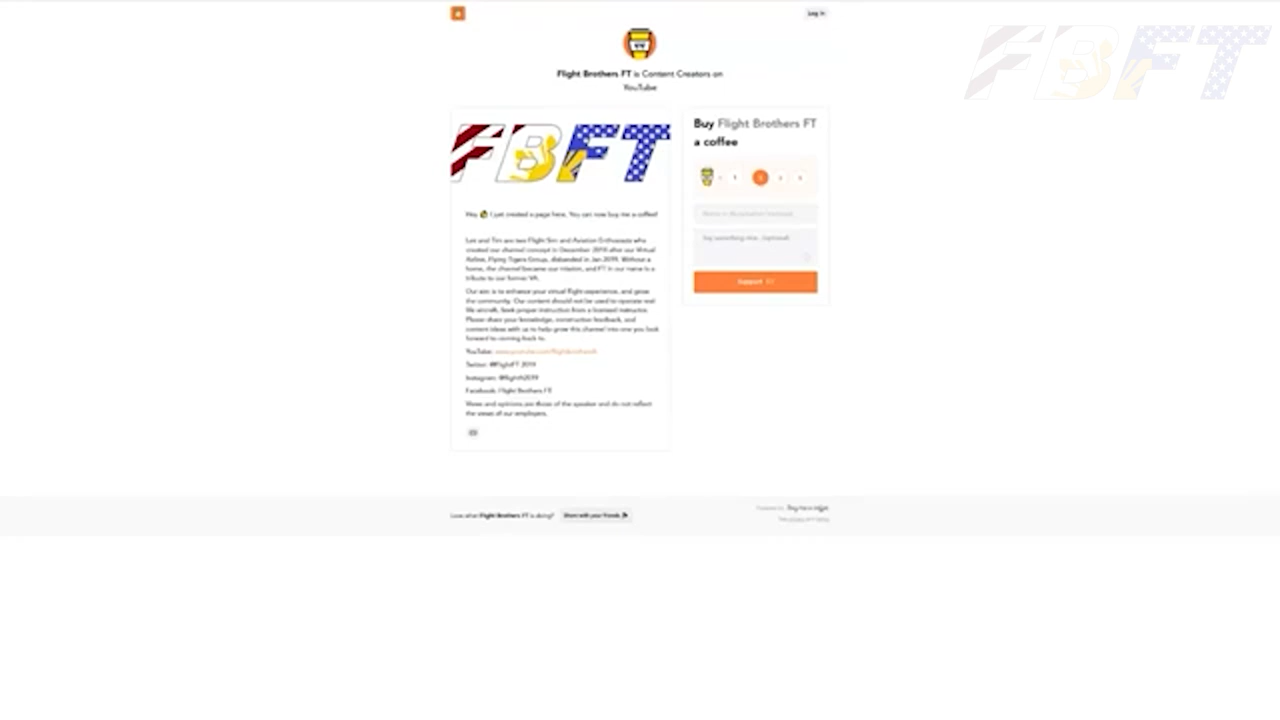 Log in
FBFT
Flight Brothers FT is Content Creators on
YouTube
FBFT
Buy Flight Brothers FT
a coffee
1
Say something nice.. (optional)
Support
Hey I just created a page here. You can now buy me a coffee!
Lee and Tim are two Flight Sim and Aviation Enthusiasts who
created our channel concept in December 2019 after our Virtual
Airline, Flying Tigers Group, disbanded in Jan 2019. Without a
home, the channel became our mission, and FT in our name is a
tribute to our former VA.
Our aim is to enhance your virtual flight experience, and grow
the community. Our content should not be used to operate real
life aircraft. Seek proper instruction from a licensed instructor.
Please share your knowledge, constructive feedback, and
content ideas with us to help grow this channel into one you look
forward to coming back to.
YouTube:
Twitter: @FlightFT 2019
Instagram:
Facebook: Flight Brothers FT
Views and opinions are those of the speaker and do not reflect
the views of our employers.
Love what Flight Brothers FT is doing?
Share with your friends